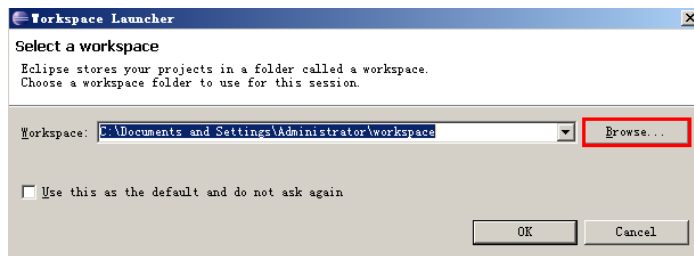 Workspace Launcher
Select a workspace
Eclipse stores your projects in a folder called a workspace.
Choose a workspace folder to use for this session.
Workspace: C:\Documents and Settings\Administrator\workspace Browse...
Use this as the default and do not ask again
OK Cancel